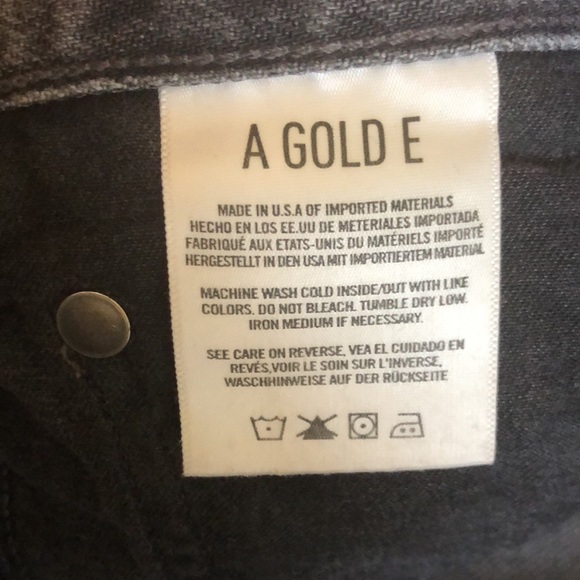 A GOLD E
MADE IN U.S.A OF IMPORTED MATERIALS
HECHO EN LOS EE.UU DE METERIALES IMPORTADA
FABRIQUÉ AUX ETATS-UNIS DU MATÉRIELS IMPORTÉ
HERGESTELLT IN DEN USA MIT IMPORTIERTEM MATERIAL
MACHINE WASH COLD INSIDE/OUT WITH LIKE
COLORS. DO NOT BLEACH. TUMBLE DRY LOW.
IRON MEDIUM IF NECESSARY.
SEE CARE ON REVERSE, VEA EL CUIDADO EN
REVÉS,VOIR LE SOIN SUR L'INVERSE,
WASCHHINWEISE AUF DER RÜCKSEITE